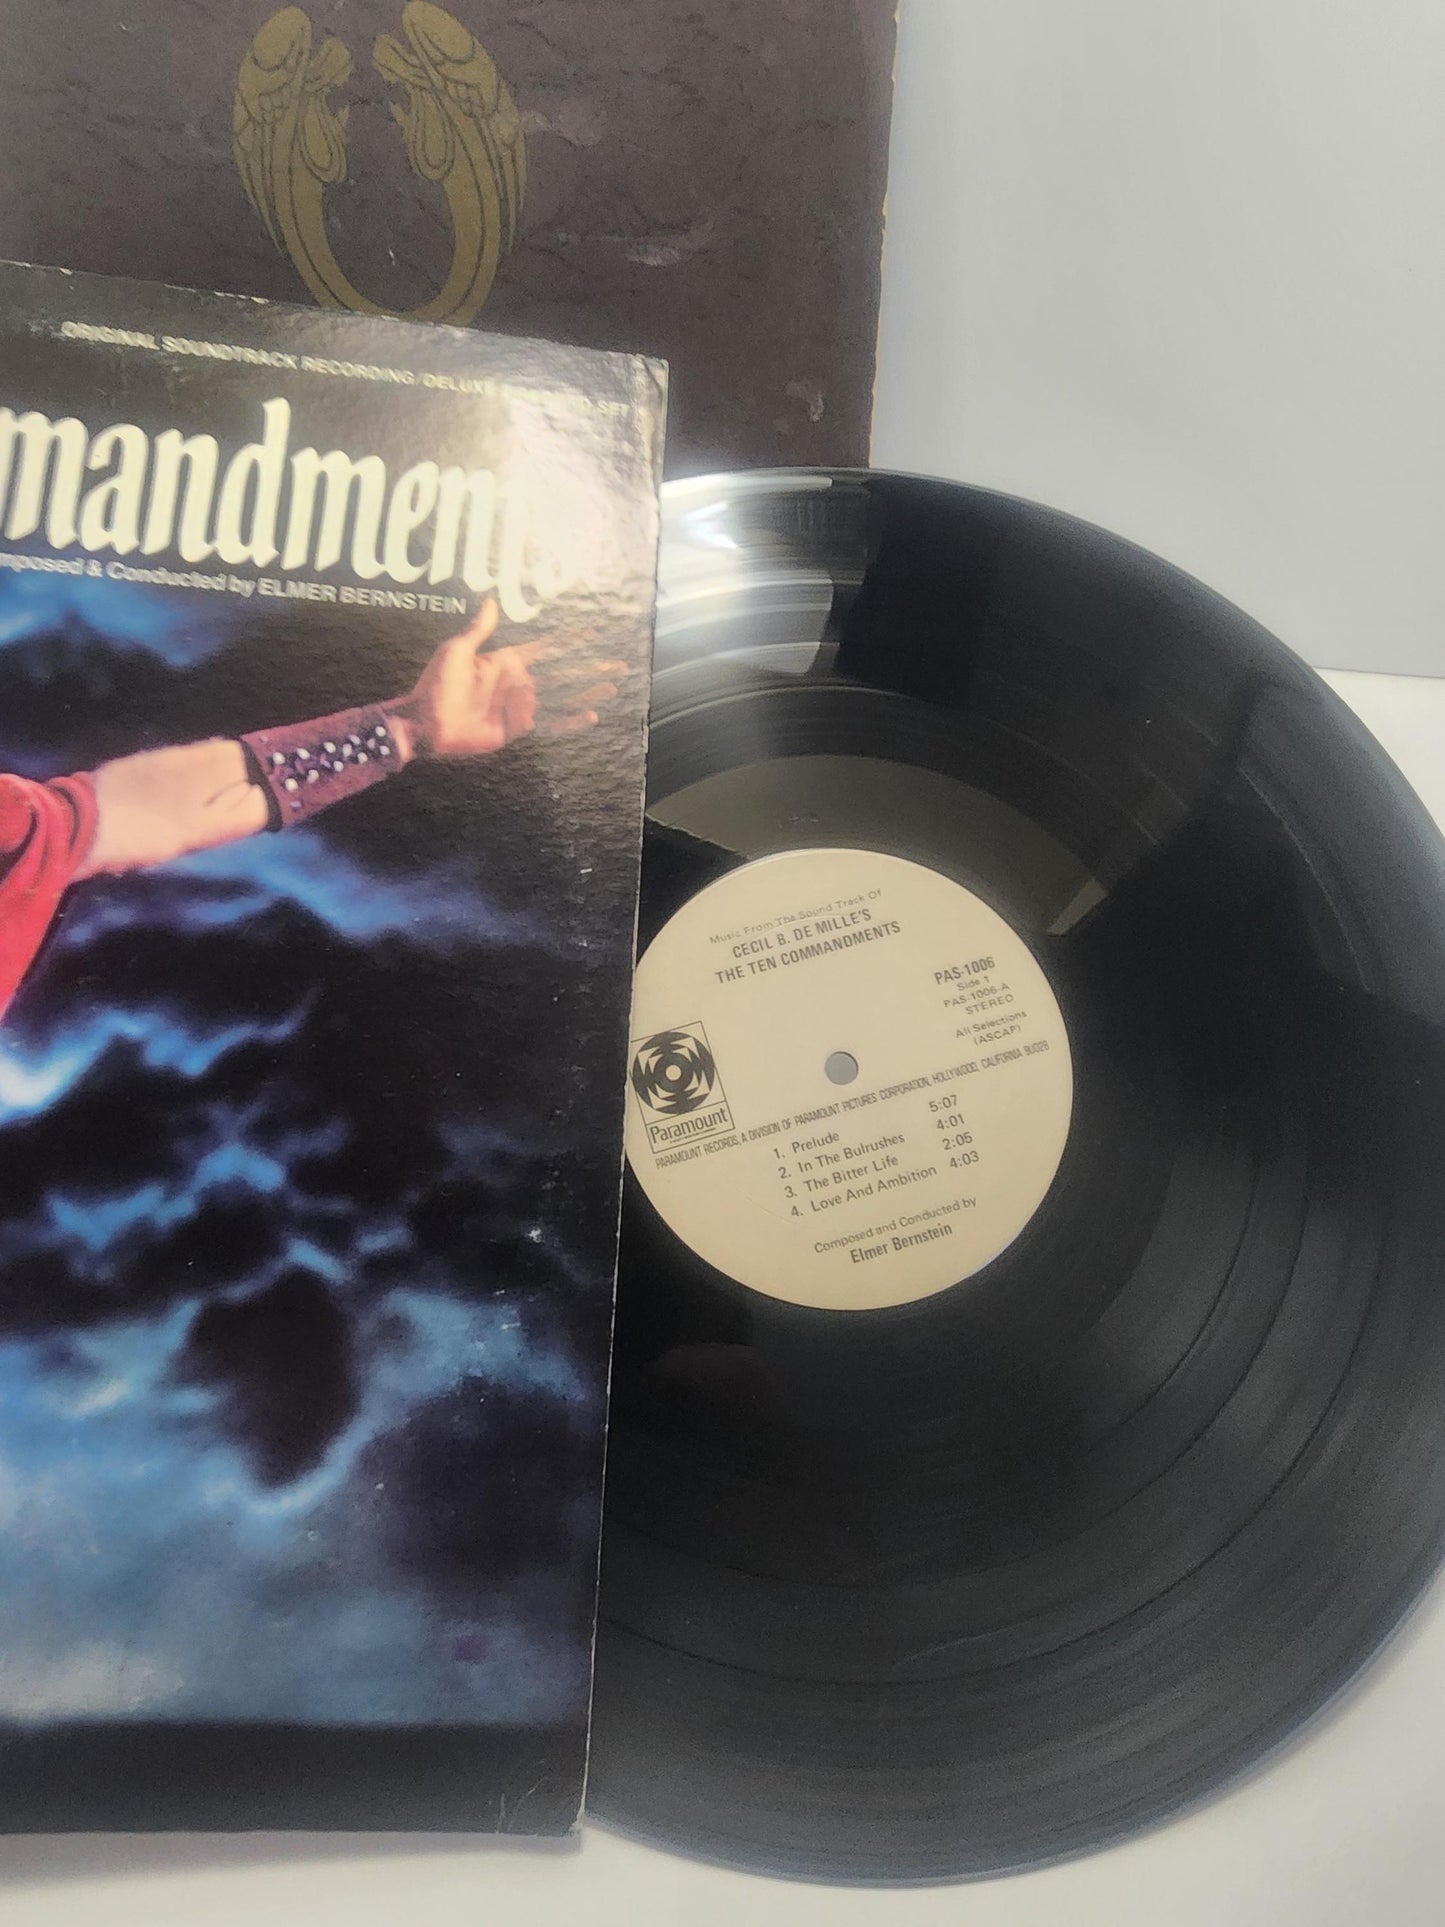 ORIGINAL SOUNDTRACK RECORDING/DELUXE SET
mandments
mposed & Conducted by ELMER BERNSTEIN
Music From The Sound Track Of
CECIL B. DE MILLE'S
THE TEN COMMANDMENTS
PAS-1006
Side 1
PAS-1006-A
STEREO
All Selections
(ASCAP)
Paramount
PARAMOUNT RECORDS, A DIVISION OF PARAMOUNT PICTURES CORPORATION, HOLLYWOOD, CALIFORNIA 90028
1. Prelude 5:07
2. In The Bulrushes 4:01
3. The Bitter Life 2:05
4. Love And Ambition 4:03
Composed and Conducted by
Elmer Bernstein